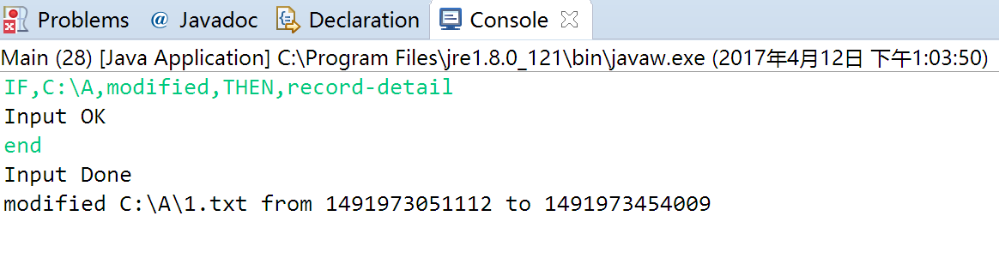 Problems @ Javadoc Declaration Console
Main (28) [Java Application] C:\Program Files\jre1.8.0_121\bin\javaw.exe (2017年4月12日 下午1:03:50)
IF,C:\A,modified,THEN,record-detail
Input OK
end
Input Done
modified C:\A\1.txt from 1491973051112 to 1491973454009